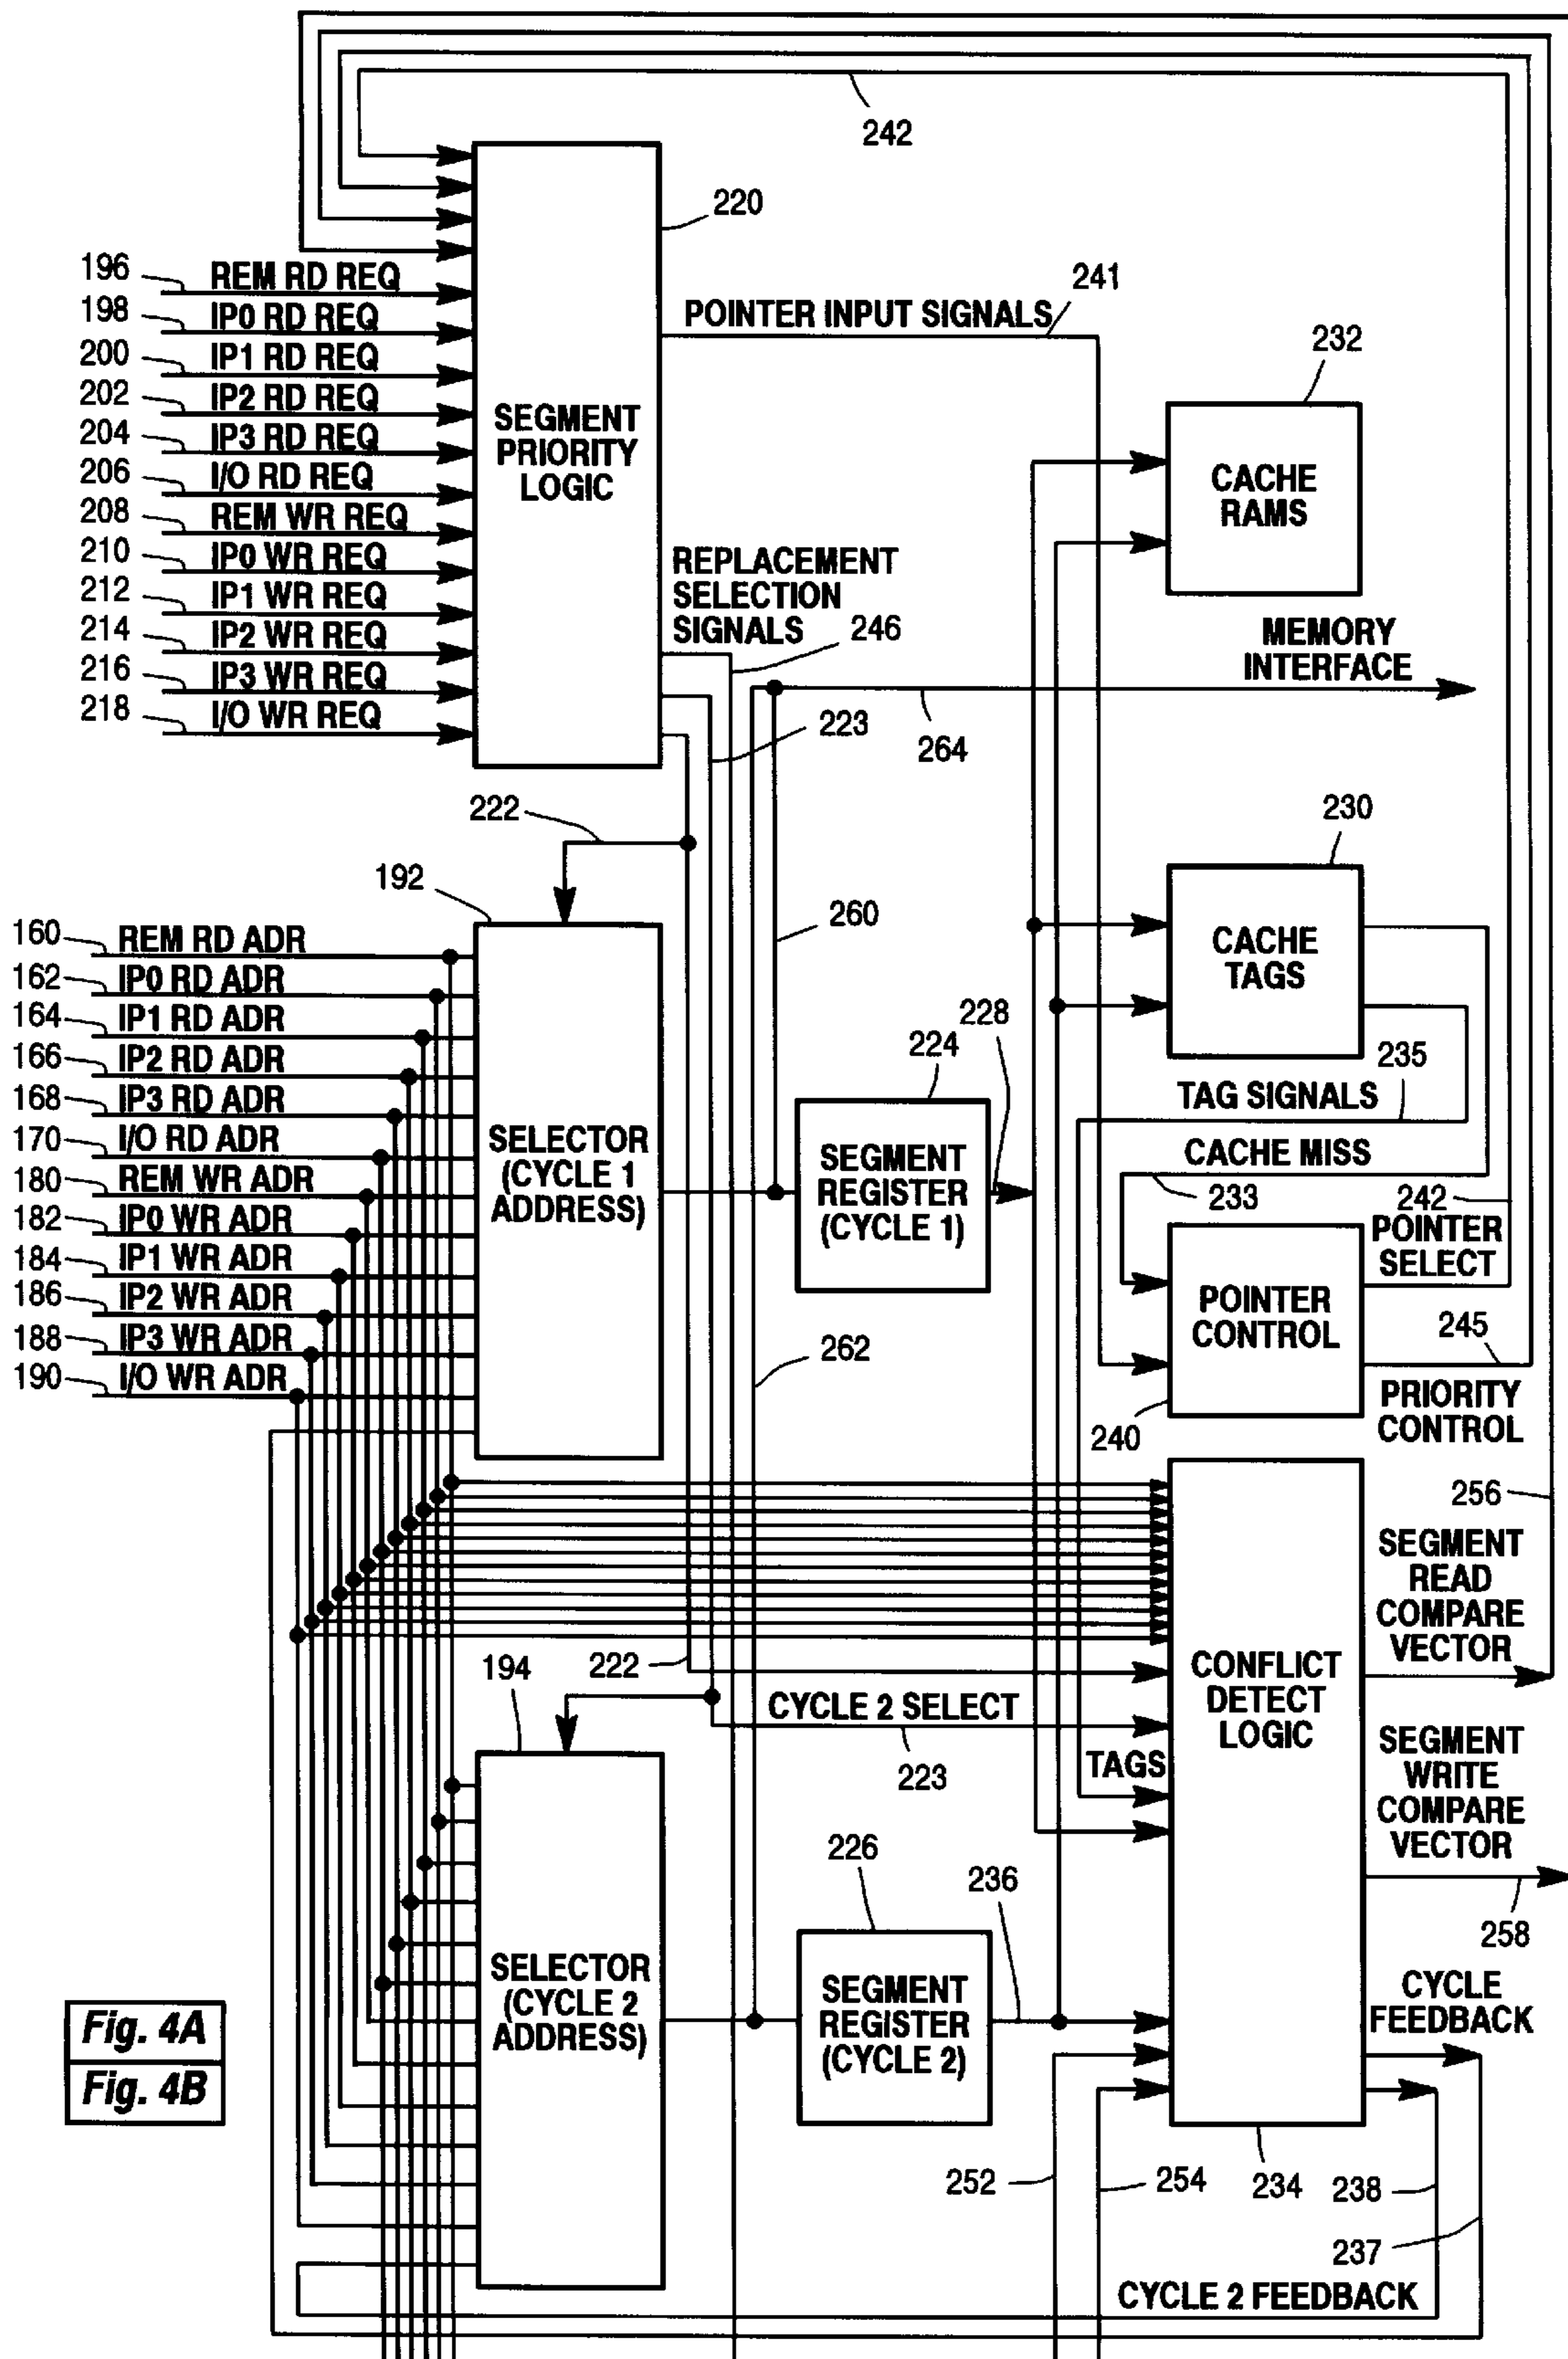 242
220
196 REM RD REQ
198 IP0 RD REQ
200 IP1 RD REQ
202 IP2 RD REQ
204 IP3 RD REQ
206 I/O RD REQ
208 REM WR REQ
210 IP0 WR REQ
212 IP1 WR REQ
214 IP2 WR REQ
216 IP3 WR REQ
218 I/O WR REQ
SEGMENT
PRIORITY
LOGIC
POINTER INPUT SIGNALS
241
232
CACHE
RAMS
REPLACEMENT
SELECTION
SIGNALS
246
MEMORY
INTERFACE
223
264
222
230
192
260
CACHE
TAGS
160 REM RD ADR
162 IP0 RD ADR
164 IP1 RD ADR
166 IP2 RD ADR
168 IP3 RD ADR
170 I/O RD ADR
180 REM WR ADR
182 IP0 WR ADR
184 IP1 WR ADR
186 IP2 WR ADR
188 IP3 WR ADR
190 I/O WR ADR
SELECTOR
(CYCLE 1
ADDRESS)
224
228
SEGMENT
REGISTER
(CYCLE 1)
235
TAG SIGNALS
CACHE MISS
233
242
POINTER
SELECT
POINTER
CONTROL
262
245
240
PRIORITY
CONTROL
256
SEGMENT
READ
COMPARE
VECTOR
194
222
CONFLICT
DETECT
LOGIC
CYCLE 2 SELECT
223
TAGS
SEGMENT
WRITE
COMPARE
VECTOR
226
236
258
SELECTOR
(CYCLE 2
ADDRESS)
SEGMENT
REGISTER
(CYCLE 2)
CYCLE
FEEDBACK
Fig. 4A
Fig. 4B
252
254
234
238
237
CYCLE 2 FEEDBACK